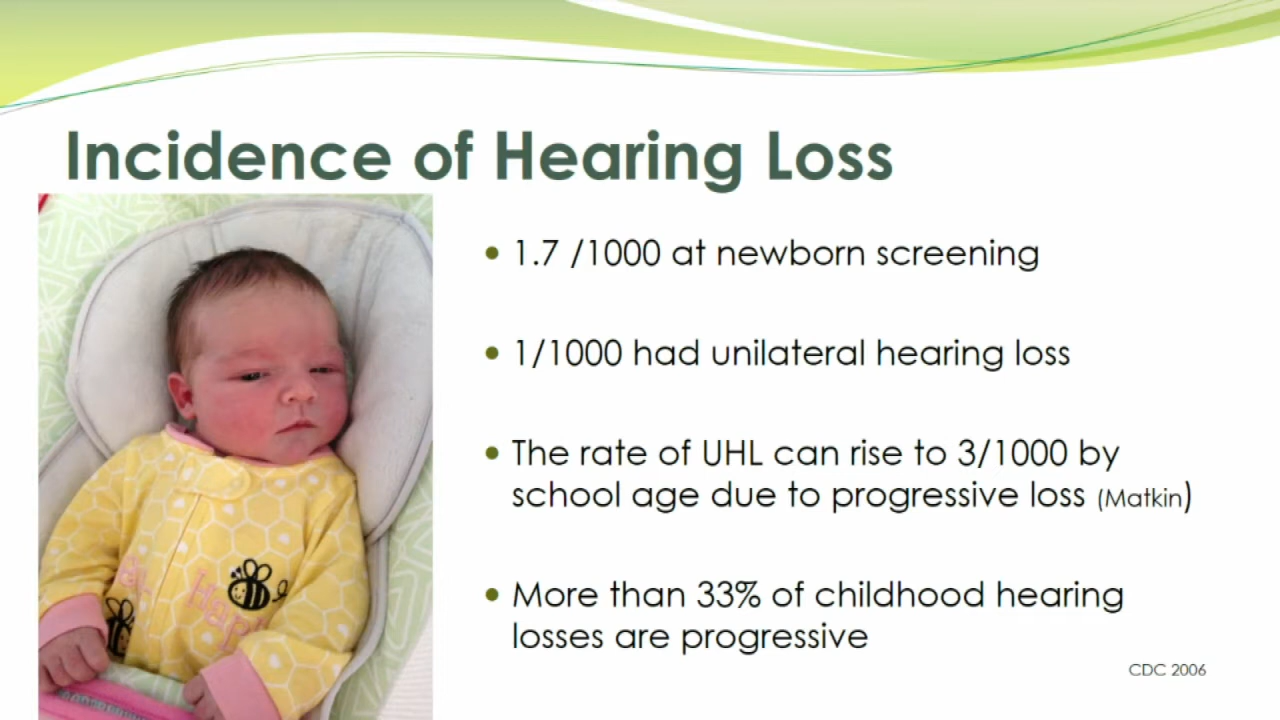 Incidence of Hearing Loss
• 1.7 /1000 at newborn screening
• 1/1000 had unilateral hearing loss
• The rate of UHL can rise to 3/1000 by
school age due to progressive loss (Matkin)
• More than 33% of childhood hearing
losses are progressive
CDC 2006